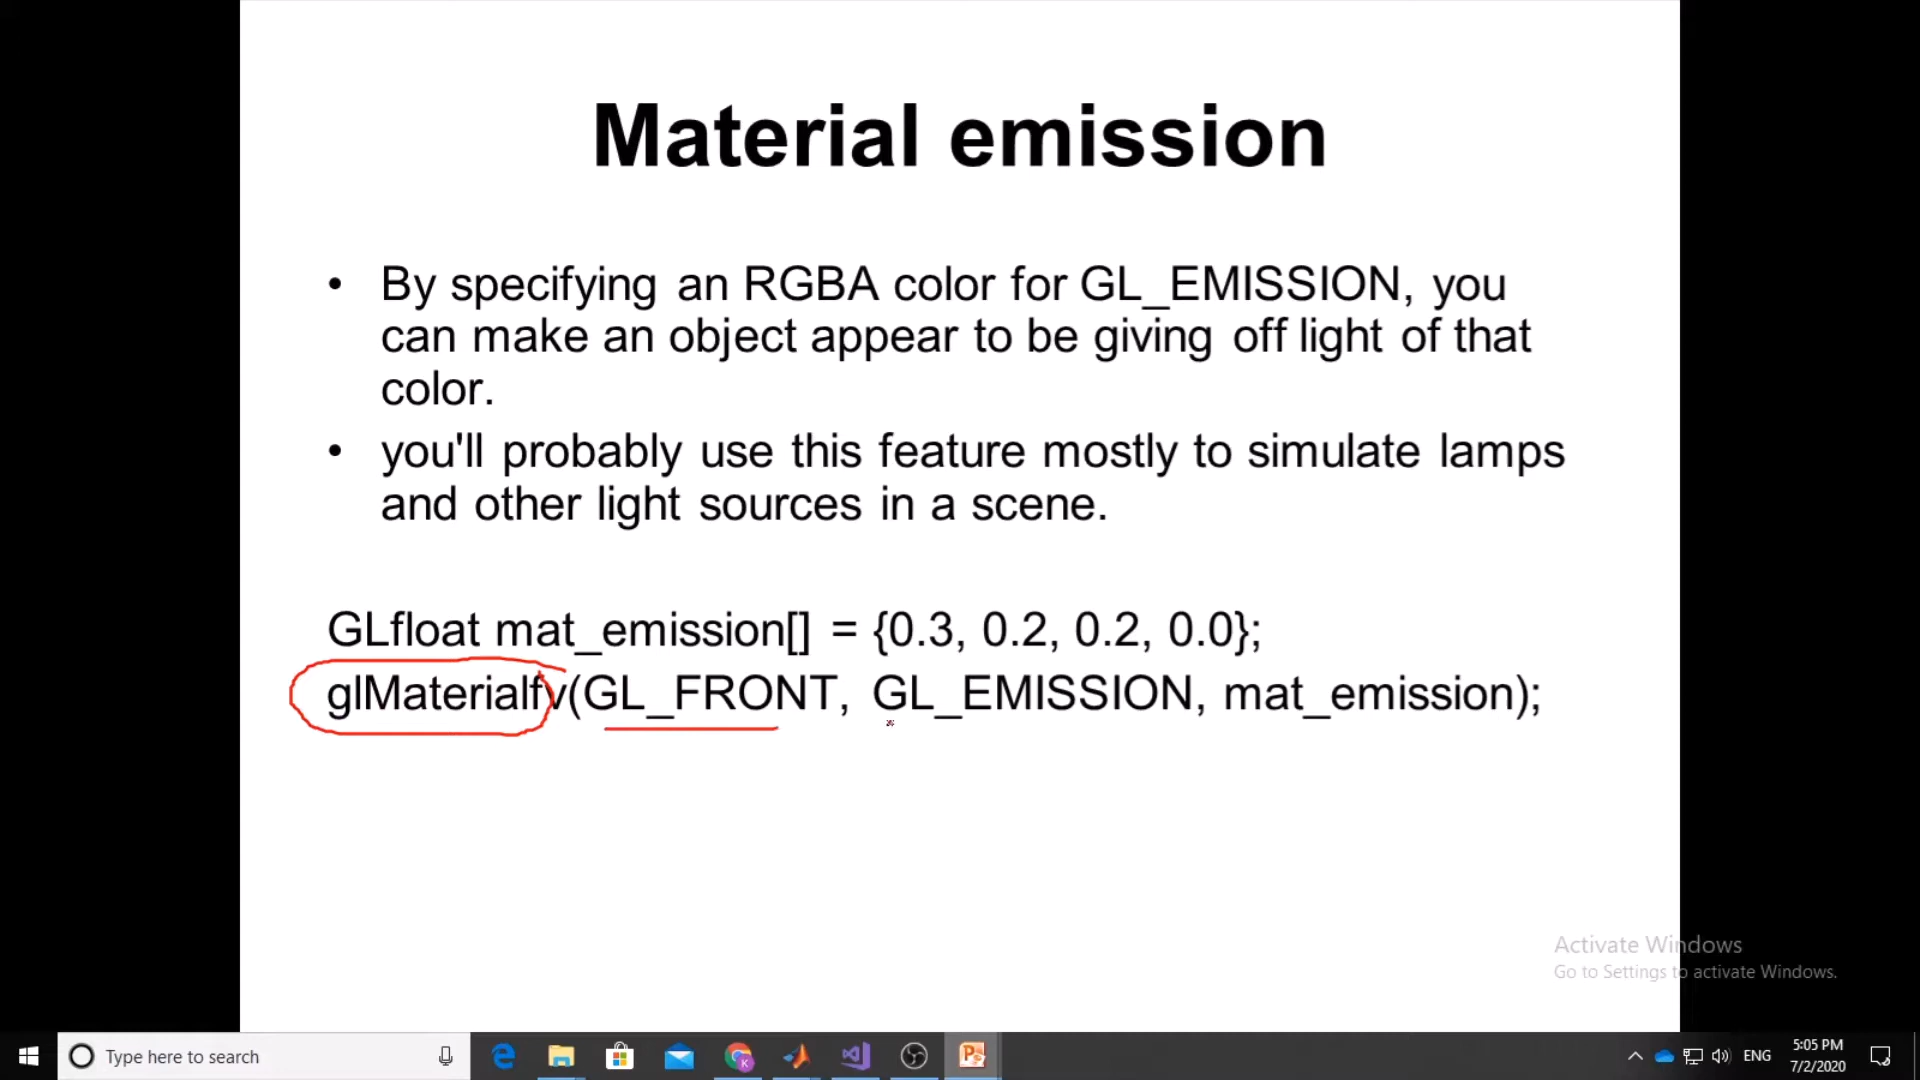 Material emission
• By specifying an RGBA color for GL_EMISSION, you
can make an object appear to be giving off light of that
color.
• you'll probably use this feature mostly to simulate lamps
and other light sources in a scene.
GLfloat mat_emission[] = {0.3, 0.2, 0.2, 0.0};
glMaterialfv(GL_FRONT, GL_EMISSION, mat_emission);
Activate Windows
Go to Settings to activate Windows.
Type here to search
ENG
5:05 PM
7/2/2020